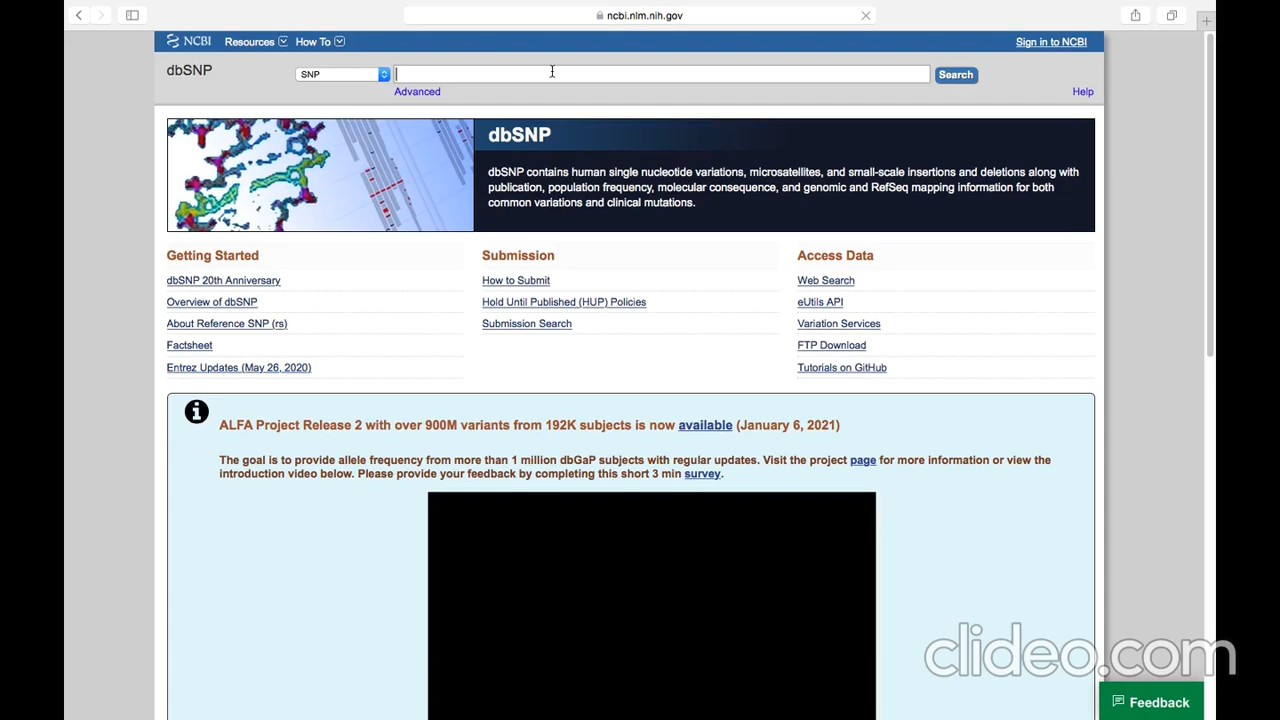 ncbi.nlm.nih.gov
NCBI Resources How To Sign in to NCBI
dbSNP SNP Search
Advanced Help
dbSNP
dbSNP contains human single nucleotide variations, microsatellites, and small-scale insertions and deletions along with
publication, population frequency, molecular consequence, and genomic and RefSeq mapping information for both
common variations and clinical mutations.
Getting Started
dbSNP 20th Anniversary
Overview of dbSNP
About Reference SNP (rs)
Factsheet
Entrez Updates (May 26, 2020)
Submission
How to Submit
Hold Until Published (HUP) Policies
Submission Search
Access Data
Web Search
eUtils API
Variation Services
FTP Download
Tutorials on GitHub
ALFA Project Release 2 with over 900M variants from 192K subjects is now available (January 6, 2021)
The goal is to provide allele frequency from more than 1 million dbGaP subjects with regular updates. Visit the project page for more information or view the
introduction video below. Please provide your feedback by completing this short 3 min survey.
clideo.com
Feedback